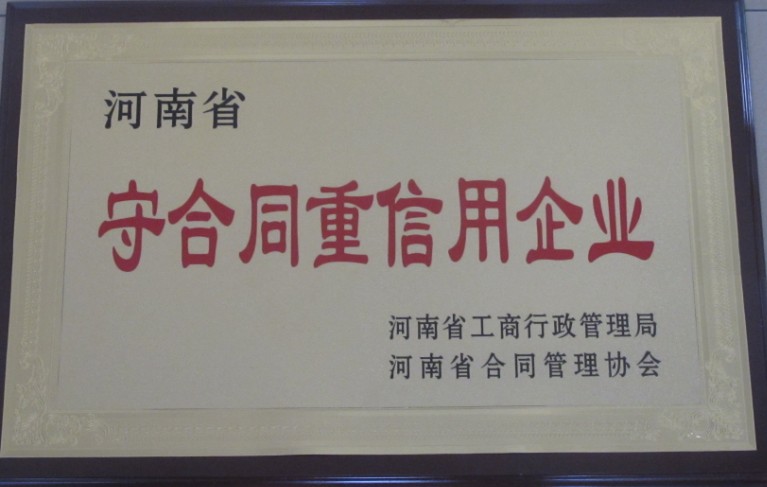 河南省
守合同重信用企业
河南省工商行政管理局
河南省合同管理协会